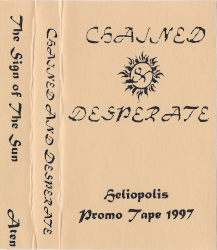 CHAINED
&
DESPERATE
Heliopolis
Promo Tape 1997
CHAINED AND DESPERATE
The Sign of The Sun
Aten